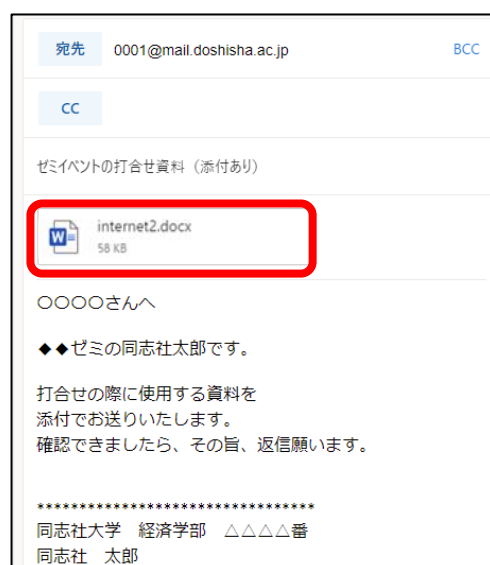 宛先 0001@mail.doshisha.ac.jp BCC
CC
ゼミイベントの打合せ資料（添付あり）
internet2.docx
58 KB
〇〇〇〇さんへ
◆◆ゼミの同志社太郎です。
打合せの際に使用する資料を
添付でお送りいたします。
確認できましたら、その旨、返信願います。
*********************************
同志社大学　経済学部　△△△△番
同志社　太郎